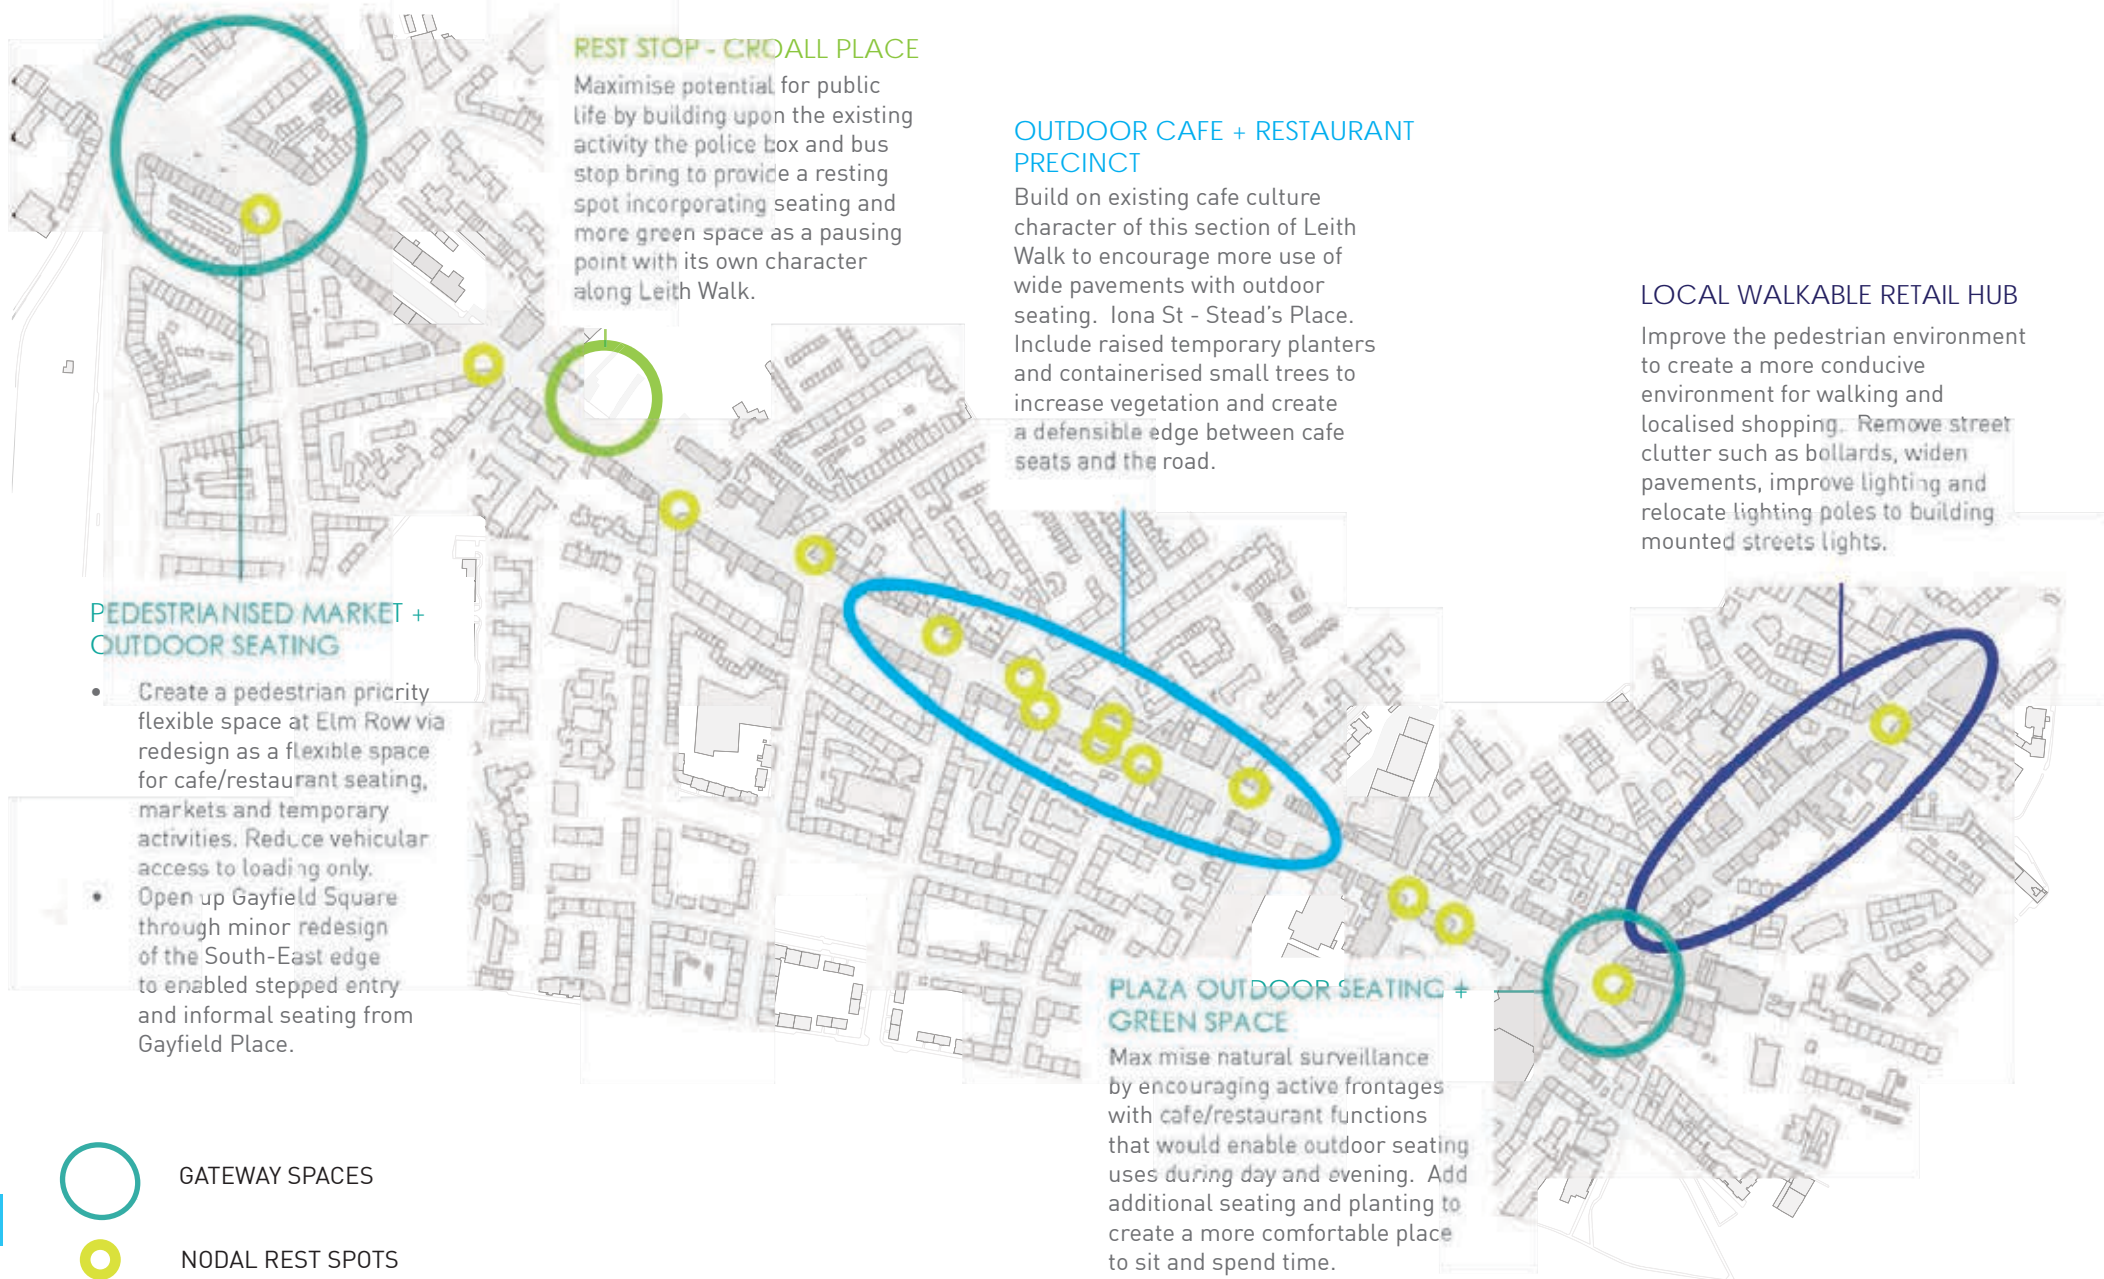 REST STOP - CROALL PLACE
Maximise potential for public
life by building upon the existing
activity the police box and bus
stop bring to provide a resting
spot incorporating seating and
more green space as a pausing
point with its own character
along Leith Walk.
OUTDOOR CAFE + RESTAURANT
PRECINCT
Build on existing cafe culture
character of this section of Leith
Walk to encourage more use of
wide pavements with outdoor
seating. Iona St - Stead's Place.
Include raised temporary planters
and containerised small trees to
increase vegetation and create
a defensible edge between cafe
seats and the road.
LOCAL WALKABLE RETAIL HUB
Improve the pedestrian environment
to create a more conducive
environment for walking and
localised shopping. Remove street
clutter such as bollards, widen
pavements, improve lighting and
relocate lighting poles to building
mounted streets lights.
PEDESTRIANISED MARKET +
OUTDOOR SEATING
• Create a pedestrian priority
flexible space at Elm Row via
redesign as a flexible space
for cafe/restaurant seating,
markets and temporary
activities. Reduce vehicular
access to loading only.
• Open up Gayfield Square
through minor redesign
of the South-East edge
to enabled stepped entry
and informal seating from
Gayfield Place.
PLAZA OUTDOOR SEATING +
GREEN SPACE
Maximise natural surveillance
by encouraging active frontages
with cafe/restaurant functions
that would enable outdoor seating
uses during day and evening. Add
additional seating and planting to
create a more comfortable place
to sit and spend time.
GATEWAY SPACES
NODAL REST SPOTS